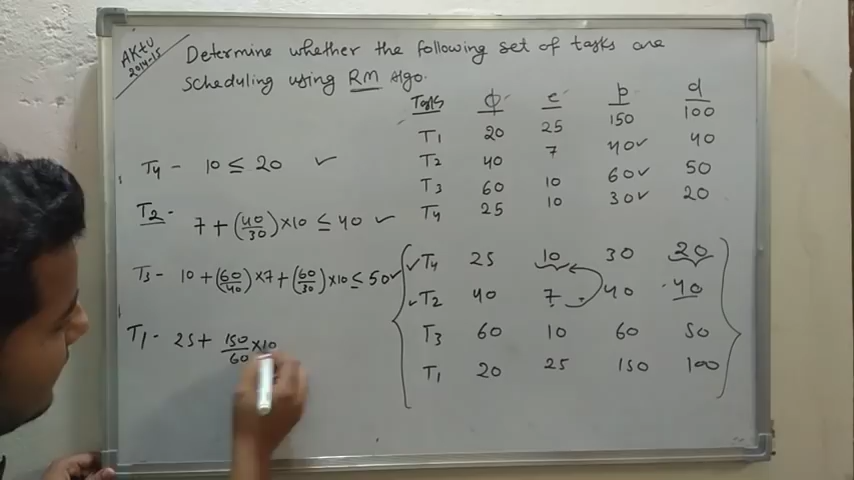 AKTU
2014-15
Determine whether the following set of tasks are
scheduling using RM Algo.
Tasks ϕ e p d
T1 20 25 150 100
T2 40 7 40✓ 40
T3 60 10 60✓ 50
T4 25 10 30✓ 20
T4 - 10 ≤ 20 ✓
T2 - 7 + (40/30) × 10 ≤ 40 ✓
T3 - 10 + (60/40) × 7 + (60/30) × 10 ≤ 50 ✓
T1 - 25 + 150/60 × 10
✓T4 25 10 30 20
✓T2 40 7 40 40
T3 60 10 60 50
T1 20 25 150 100